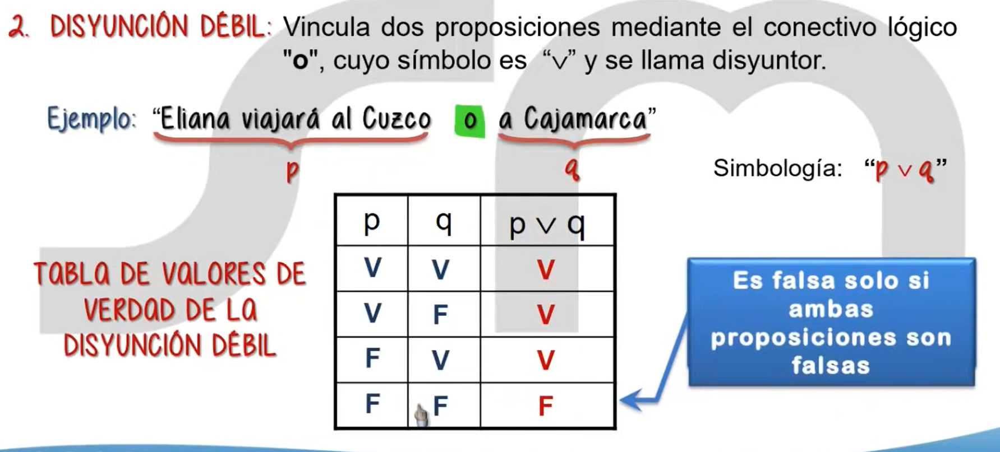 2. DISYUNCIÓN DÉBIL: Vincula dos proposiciones mediante el conectivo lógico
"o", cuyo símbolo es “∨” y se llama disyuntor.
Ejemplo: “Eliana viajará al Cuzco o a Cajamarca”
p q
Simbología: “p ∨ q”
p q p ∨ q
V V V
V F V
F V V
F F F
TABLA DE VALORES DE
VERDAD DE LA
DISYUNCIÓN DÉBIL
Es falsa solo si
ambas
proposiciones son
falsas